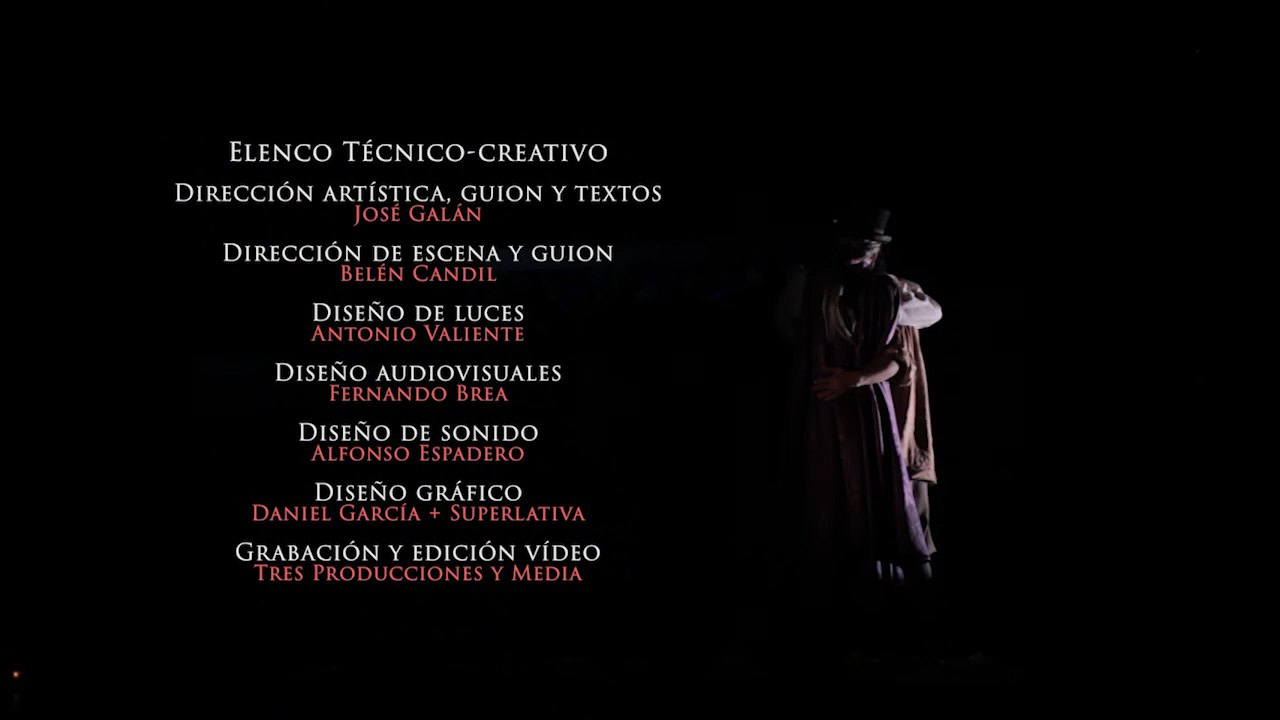 Elenco Técnico-creativo
Dirección artística, guion y textos
José Galán
Dirección de escena y guion
Belén Candil
Diseño de luces
Antonio Valiente
Diseño audiovisuales
Fernando Brea
Diseño de sonido
Alfonso Espadero
Diseño gráfico
Daniel García + Superlativa
Grabación y edición vídeo
Tres Producciones y Media